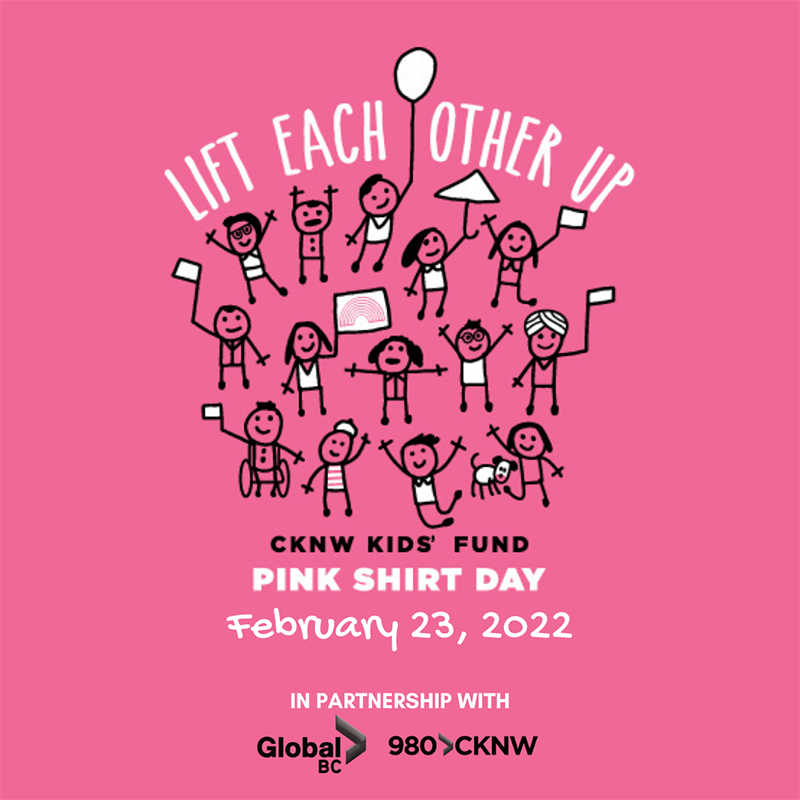 LIFT EACH OTHER UP
CKNW KIDS' FUND
PINK SHIRT DAY
February 23, 2022
IN PARTNERSHIP WITH
Global BC
980 CKNW